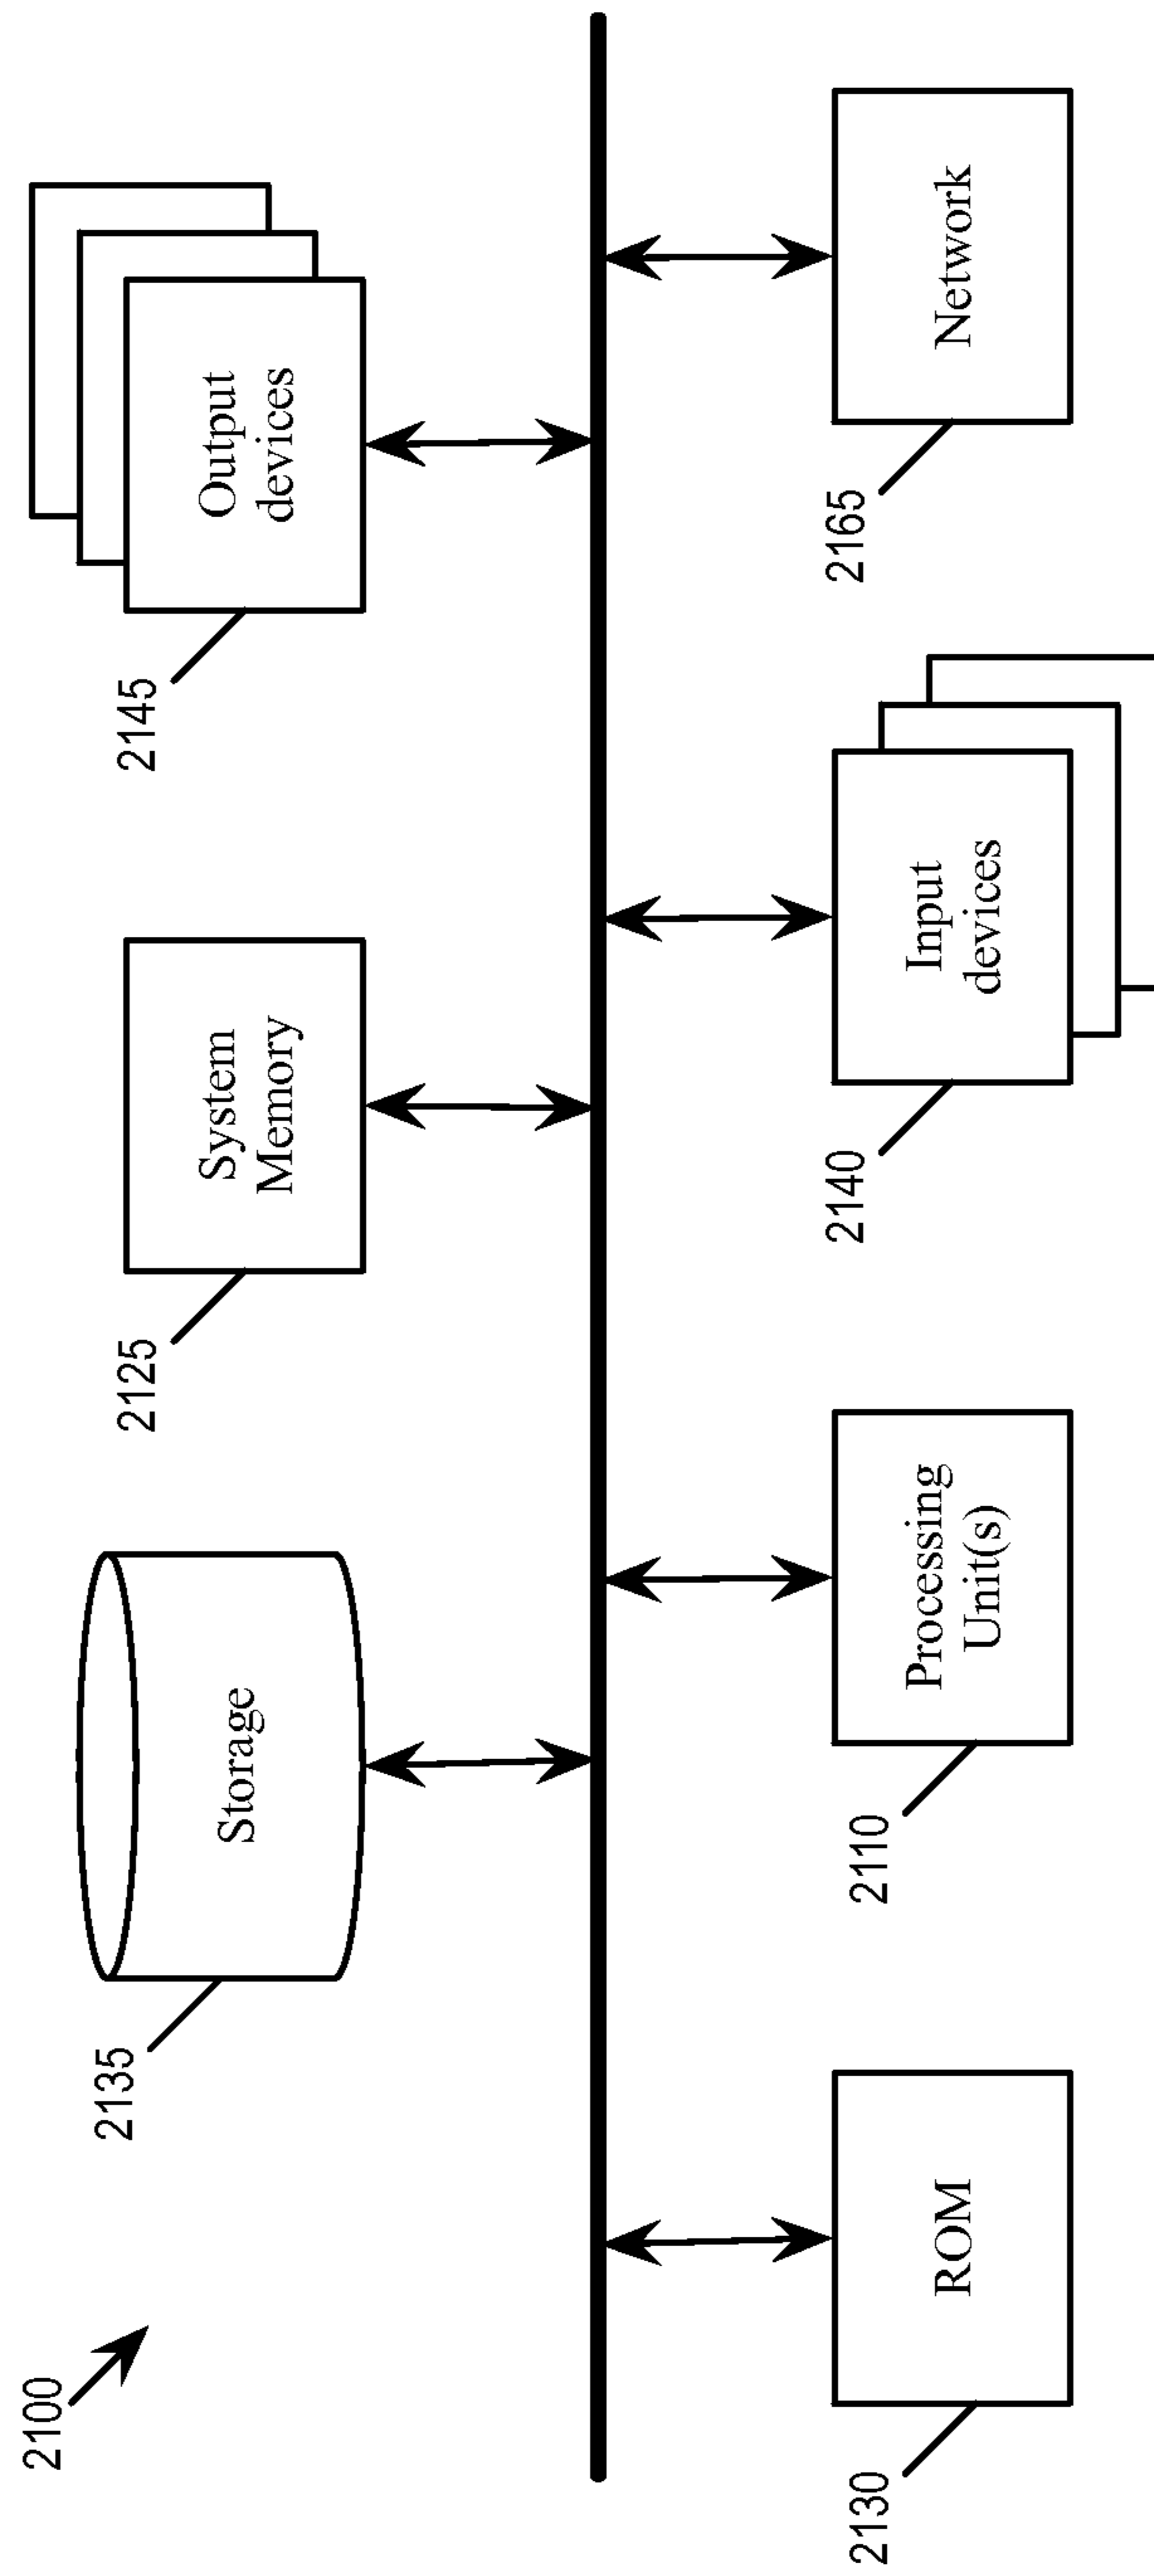 2100
2135
Storage
2125
System
Memory
2145
Output
devices
2130
ROM
2110
Processing
Unit(s)
2140
Input
devices
2165
Network